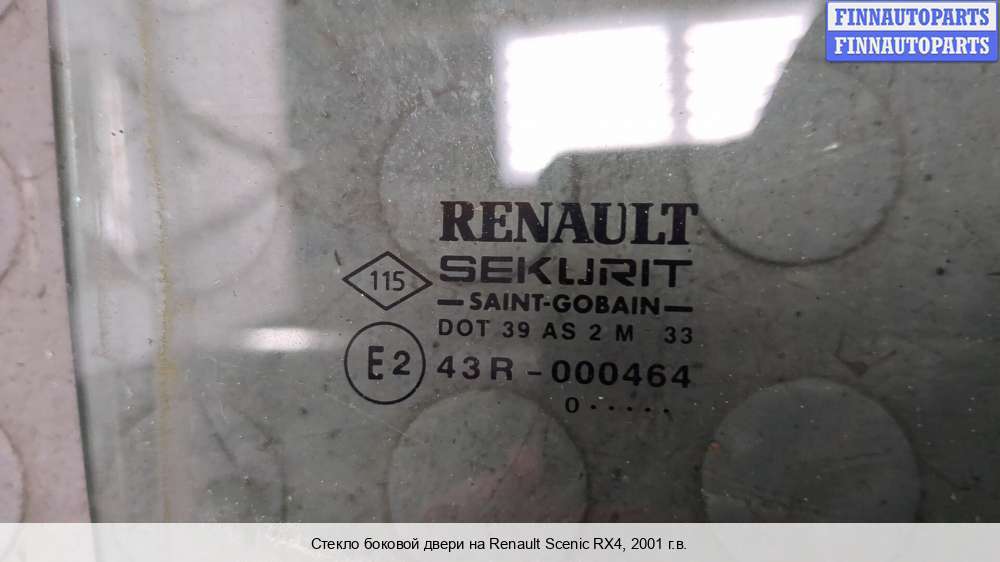 FINNAUTOPARTS
FINNAUTOPARTS
RENAULT
115
SEKURIT
SAINT-GOBAIN
DOT 39 AS 2 M 33
E2
43R - 000464
0 · · · · ·
Стекло боковой двери на Renault Scenic RX4, 2001 г.в.